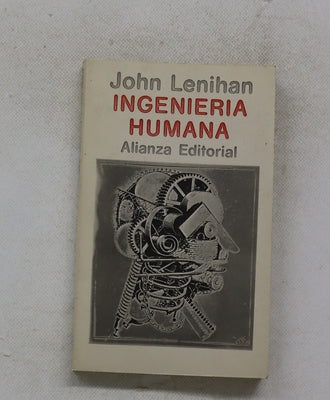 John Lenihan
INGENIERIA
HUMANA
Alianza Editorial